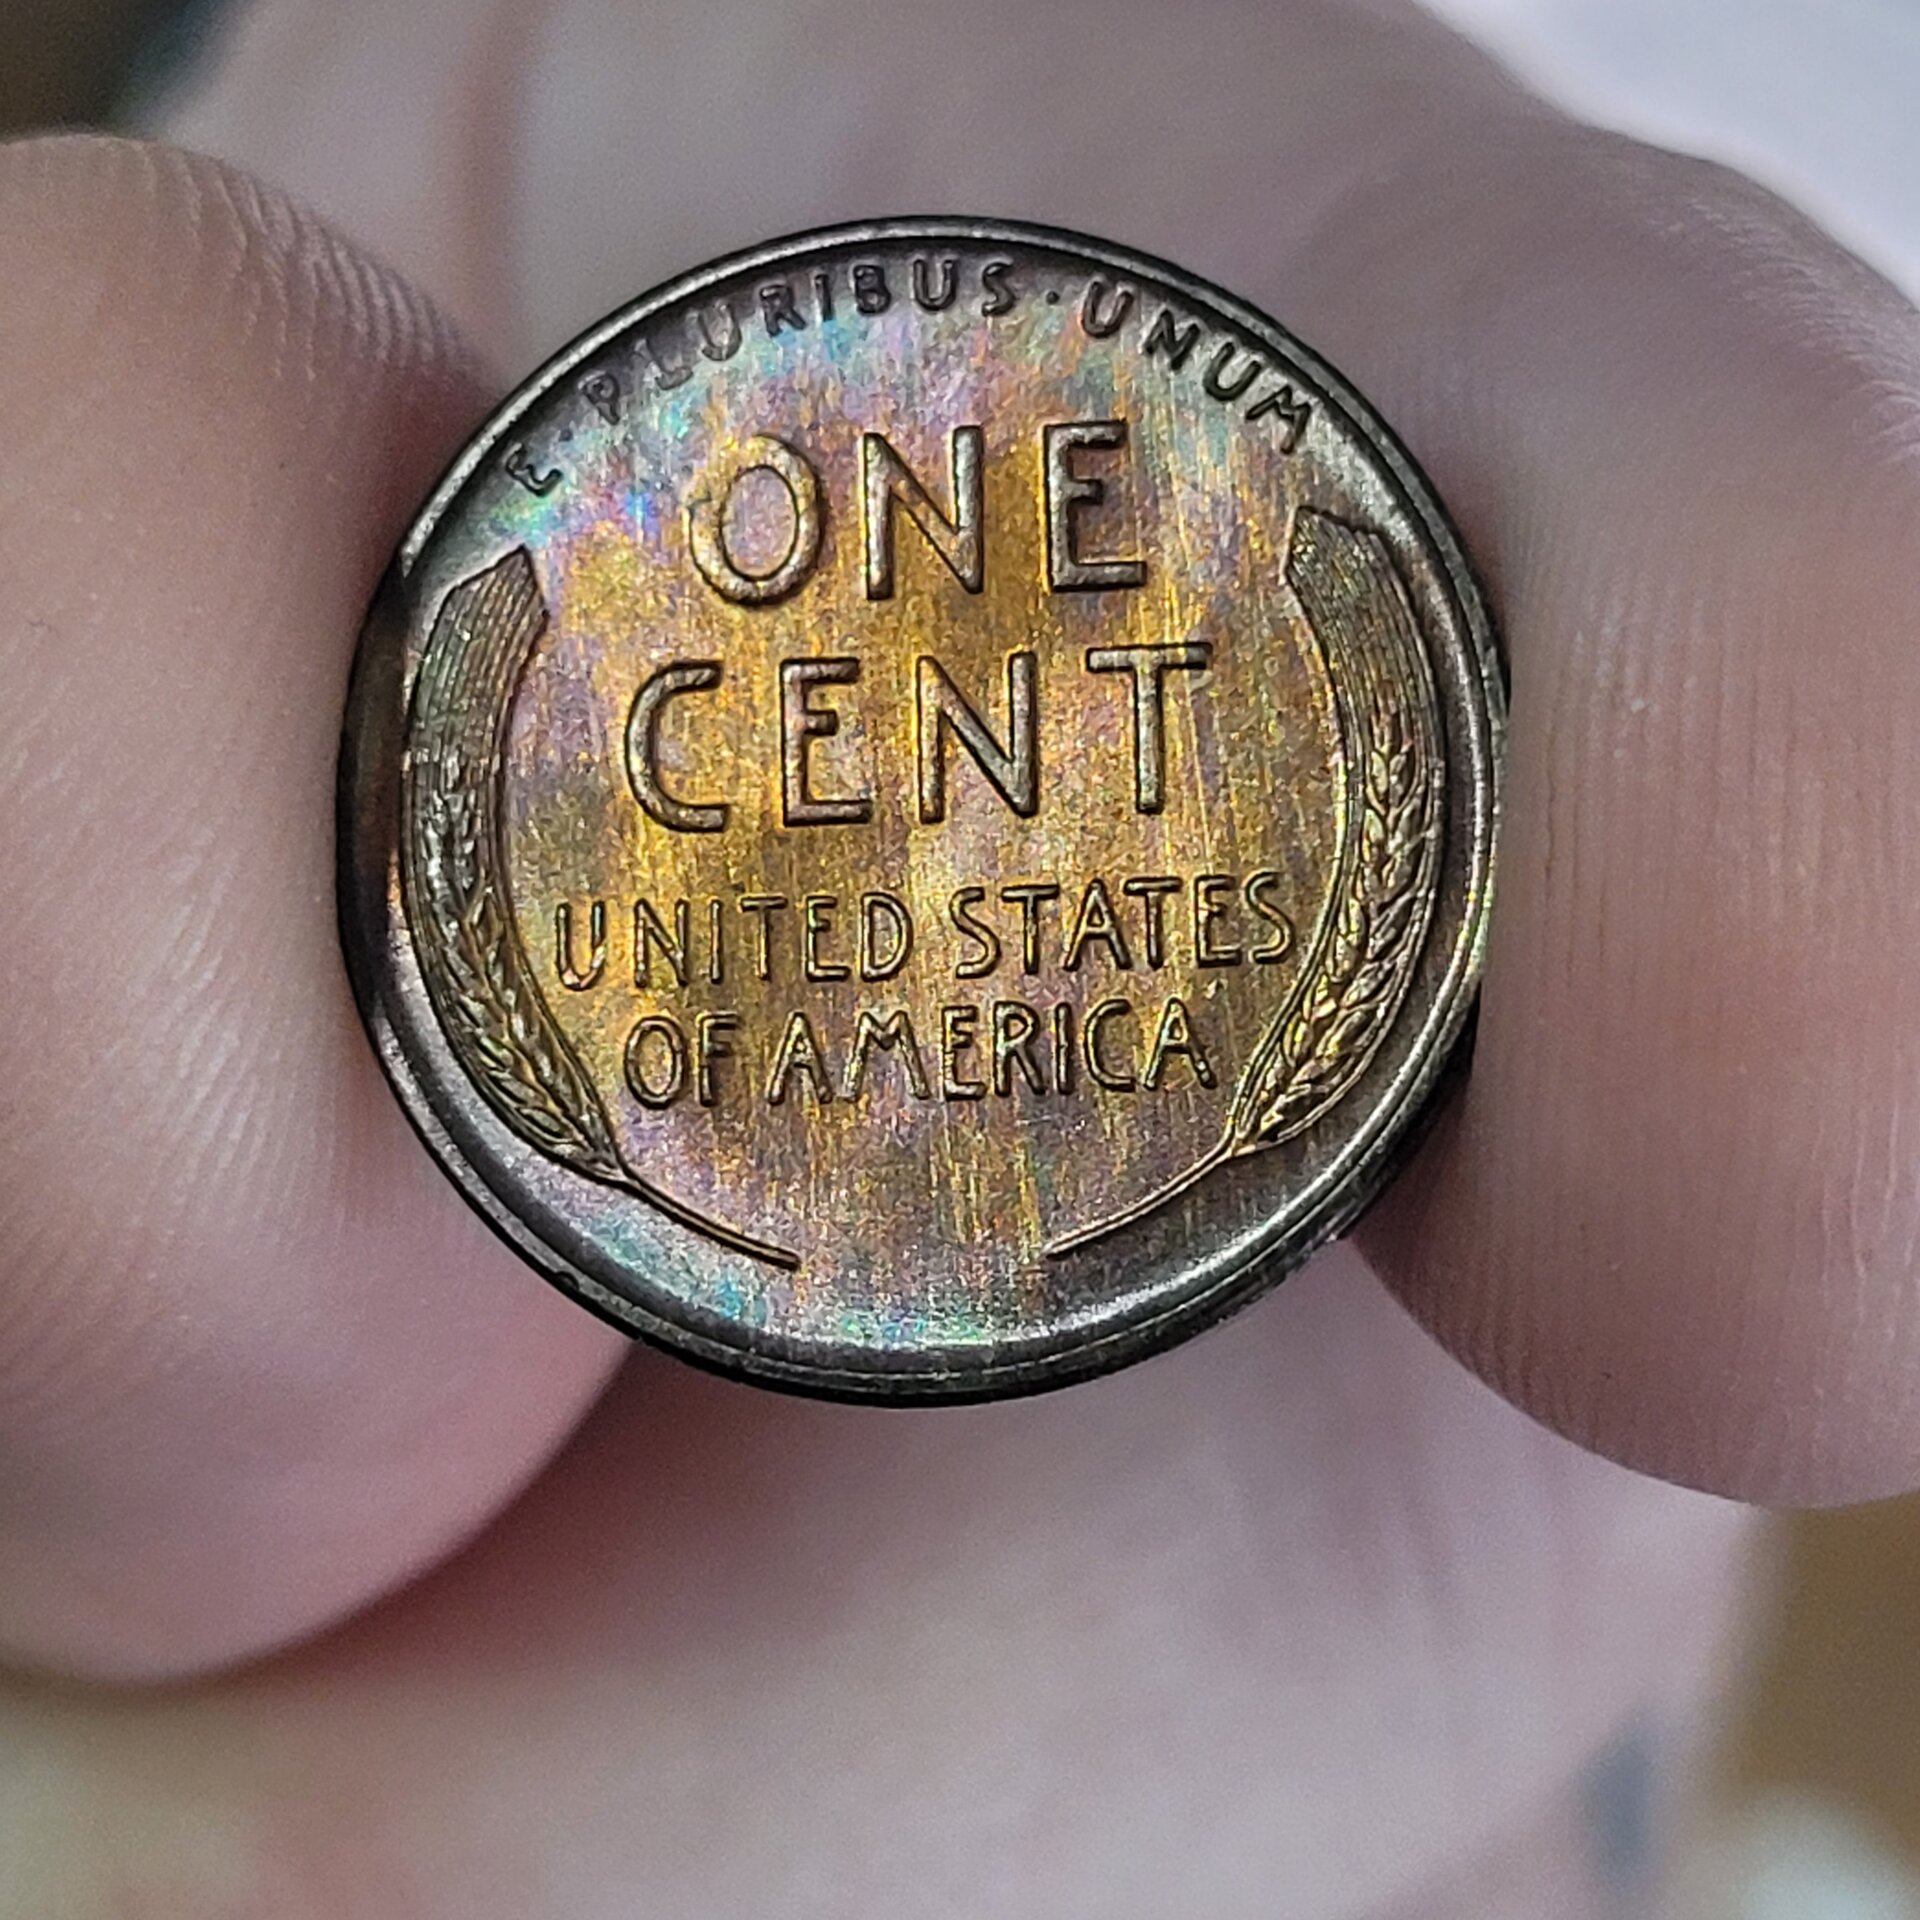 E·PLURIBUS·UNUM
ONE
CENT
UNITED STATES
OF AMERICA